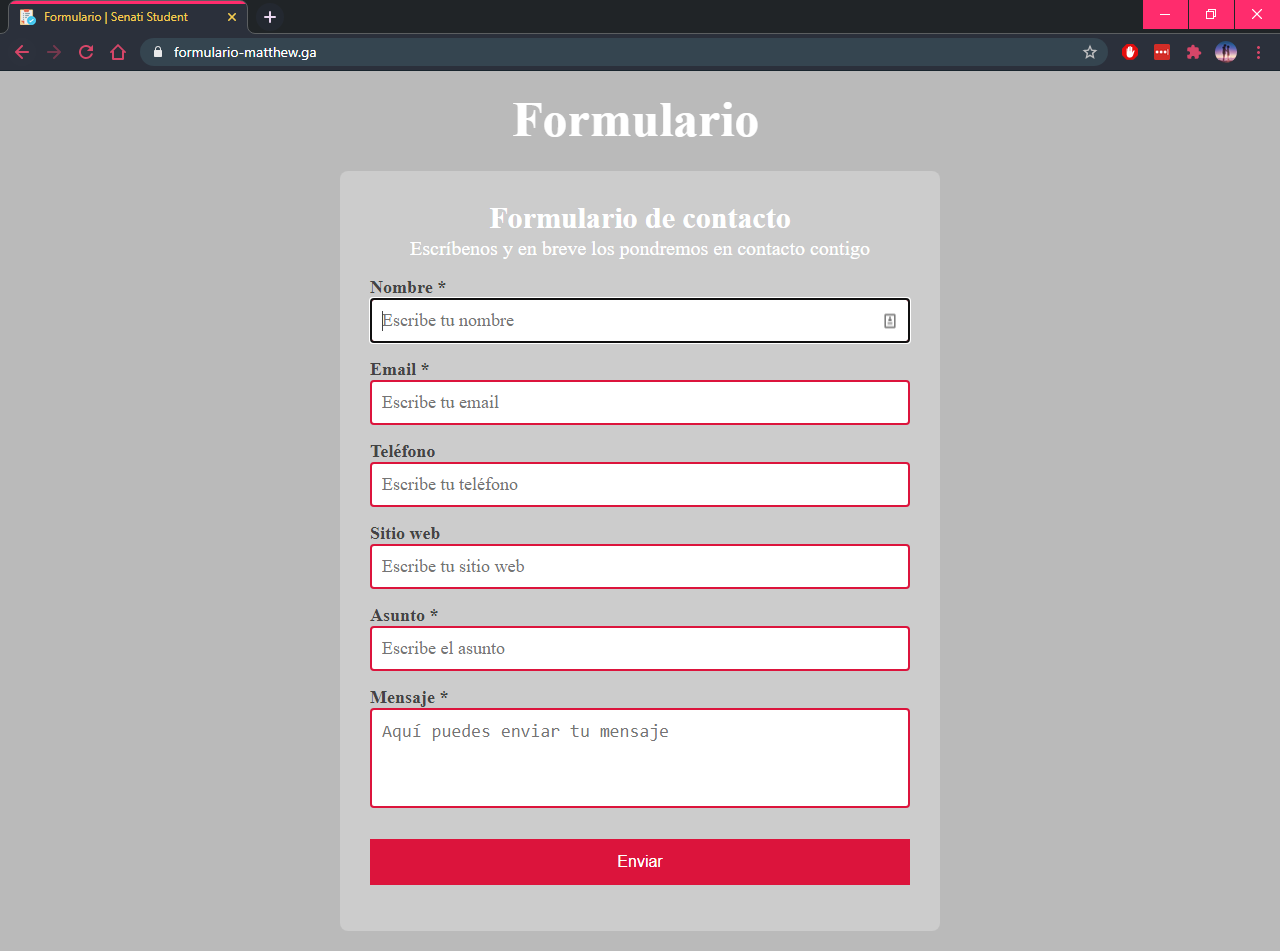 Formulario | Senati Student
formulario-matthew.ga
Formulario
Formulario de contacto
Escríbenos y en breve los pondremos en contacto contigo
Nombre *
Escribe tu nombre
Email *
Escribe tu email
Teléfono
Escribe tu teléfono
Sitio web
Escribe tu sitio web
Asunto *
Escribe el asunto
Mensaje *
Aquí puedes enviar tu mensaje
Enviar